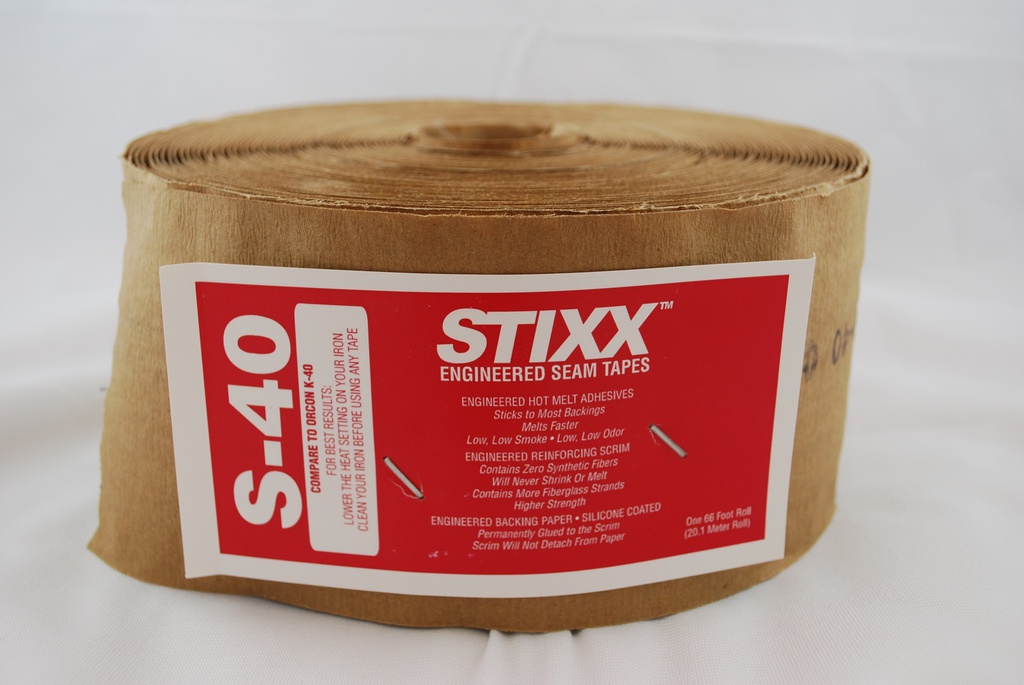 S-40
COMPARE TO ORCON K-40
FOR BEST RESULTS:
LOWER THE HEAT SETTING ON YOUR IRON
CLEAN YOUR IRON BEFORE USING ANY TAPE
STIXX™
ENGINEERED SEAM TAPES
ENGINEERED HOT MELT ADHESIVES
Sticks to Most Backings
Melts Faster
Low, Low Smoke • Low, Low Odor
ENGINEERED REINFORCING SCRIM
Contains Zero Synthetic Fibers
Will Never Shrink Or Melt
Contains More Fiberglass Strands
Higher Strength
ENGINEERED BACKING PAPER • SILICONE COATED
Permanently Glued to the Scrim
Scrim Will Not Detach From Paper
One 66 Foot Roll
(20.1 Meter Roll)